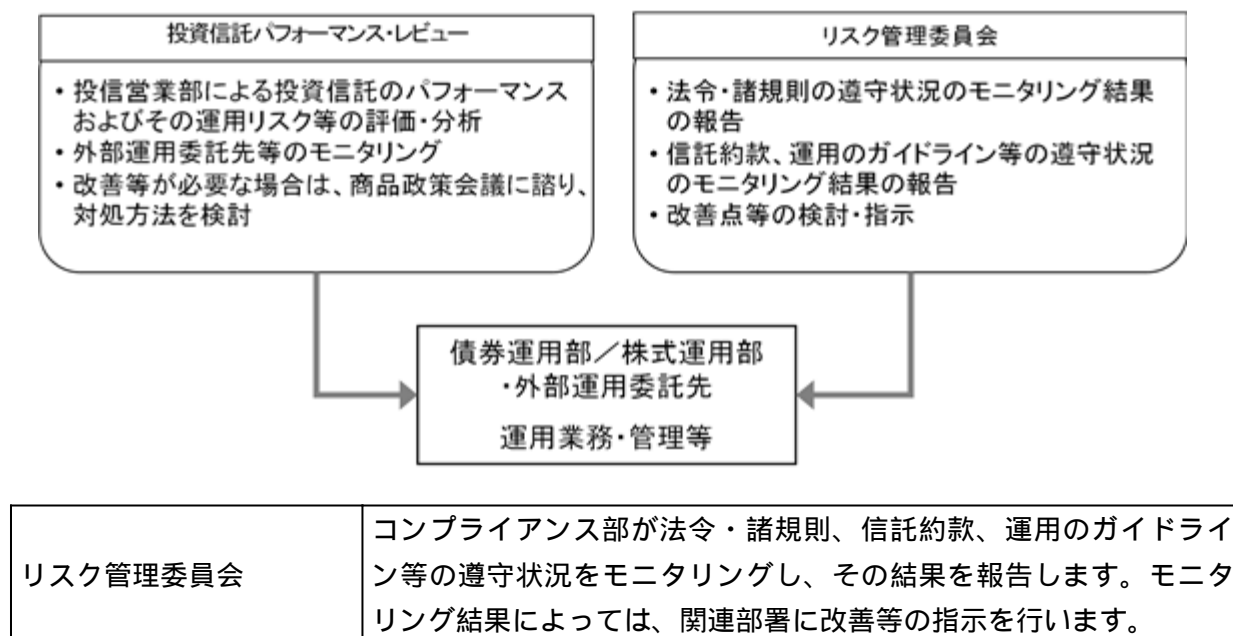 投資信託パフォーマンス・レビュー
・投信営業部による投資信託のパフォーマンス
およびその運用リスク等の評価・分析
・外部運用委託先等のモニタリング
・改善等が必要な場合は、商品政策会議に諮り、
対処方法を検討
リスク管理委員会
・法令・諸規則の遵守状況のモニタリング結果
の報告
・信託約款、運用のガイドライン等の遵守状況
のモニタリング結果の報告
・改善点等の検討・指示
債券運用部／株式運用部
・外部運用委託先
運用業務・管理等
リスク管理委員会
コンプライアンス部が法令・諸規則、信託約款、運用のガイドライ
ン等の遵守状況をモニタリングし、その結果を報告します。モニタ
リング結果によっては、関連部署に改善等の指示を行います。